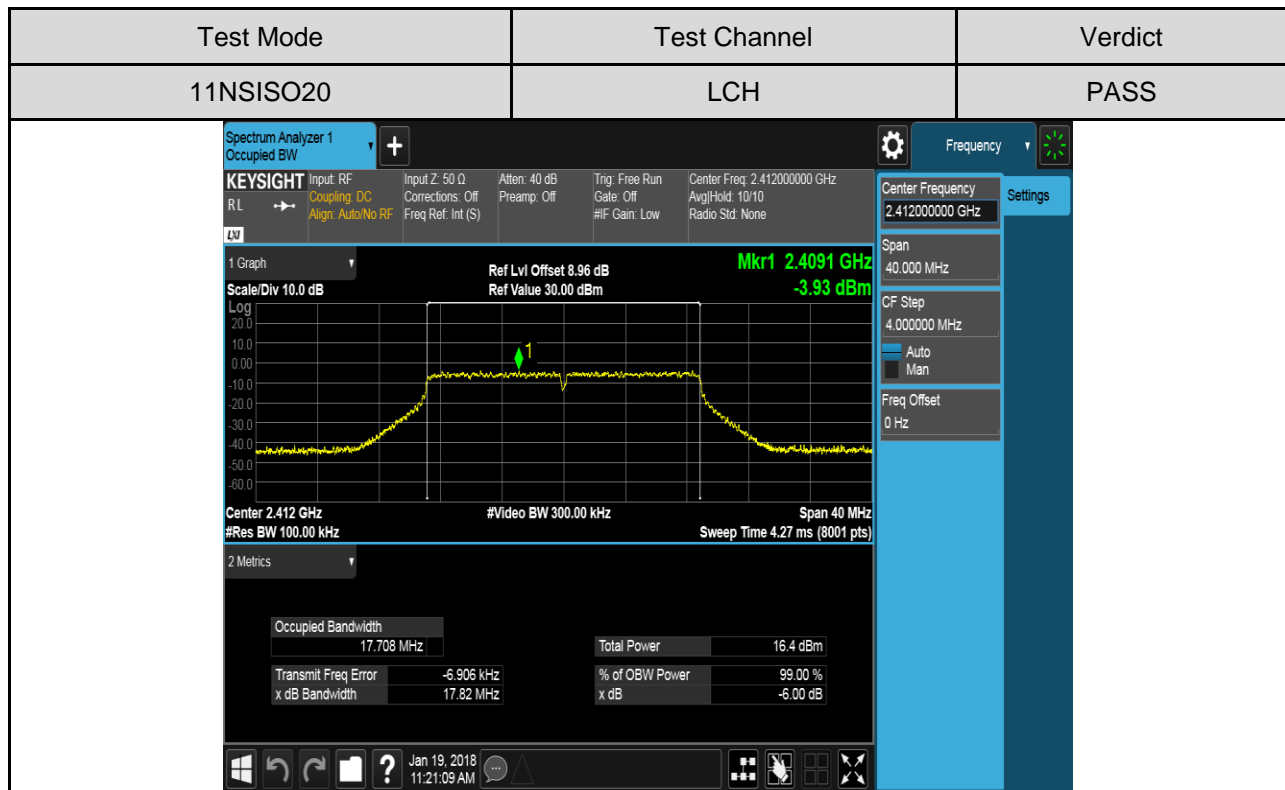 Test Mode Test Channel Verdict
11NSISO20 LCH PASS
Spectrum Analyzer 1
Occupied BW
Frequency
KEYSIGHT Input: RF Input Z: 50 Ω Atten: 40 dB Trig: Free Run Center Freq: 2.412000000 GHz
R L Coupling: DC Corrections: Off Preamp: Off Gate: Off Avg|Hold: 10/10
Align: Auto/No RF Freq Ref: Int (S) #IF Gain: Low Radio Std: None
LXI
Center Frequency
2.412000000 GHz
Settings
Span
40.000 MHz
CF Step
4.000000 MHz
Auto
Man
Freq Offset
0 Hz
1 Graph
Ref Lvl Offset 8.96 dB Mkr1 2.4091 GHz
Scale/Div 10.0 dB Ref Value 30.00 dBm -3.93 dBm
Log
20.0
10.0
0.00
-10.0
-20.0
-30.0
-40.0
-50.0
-60.0
1
Center 2.412 GHz #Video BW 300.00 kHz Span 40 MHz
#Res BW 100.00 kHz Sweep Time 4.27 ms (8001 pts)
2 Metrics
Occupied Bandwidth
17.708 MHz Total Power 16.4 dBm
Transmit Freq Error -6.906 kHz % of OBW Power 99.00 %
x dB Bandwidth 17.82 MHz x dB -6.00 dB
? Jan 19, 2018
11:21:09 AM